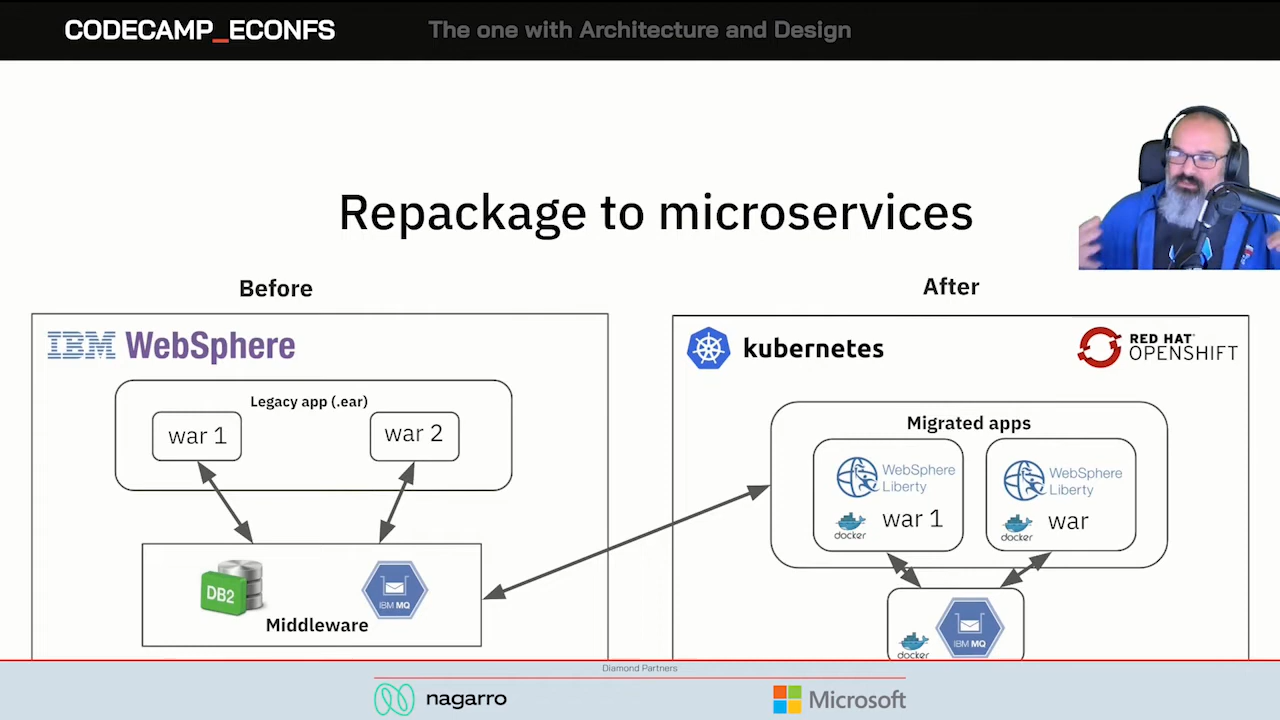 CODECAMP_ECONFS
The one with Architecture and Design
Repackage to microservices
Before
After
IBM WebSphere
Legacy app (.ear)
war 1
war 2
DB2
IBM MQ
Middleware
kubernetes
RED HAT
OPENSHIFT
Migrated apps
WebSphere
Liberty
docker
war 1
WebSphere
Liberty
docker
war
docker
IBM MQ
Diamond Partners
nagarro
Microsoft